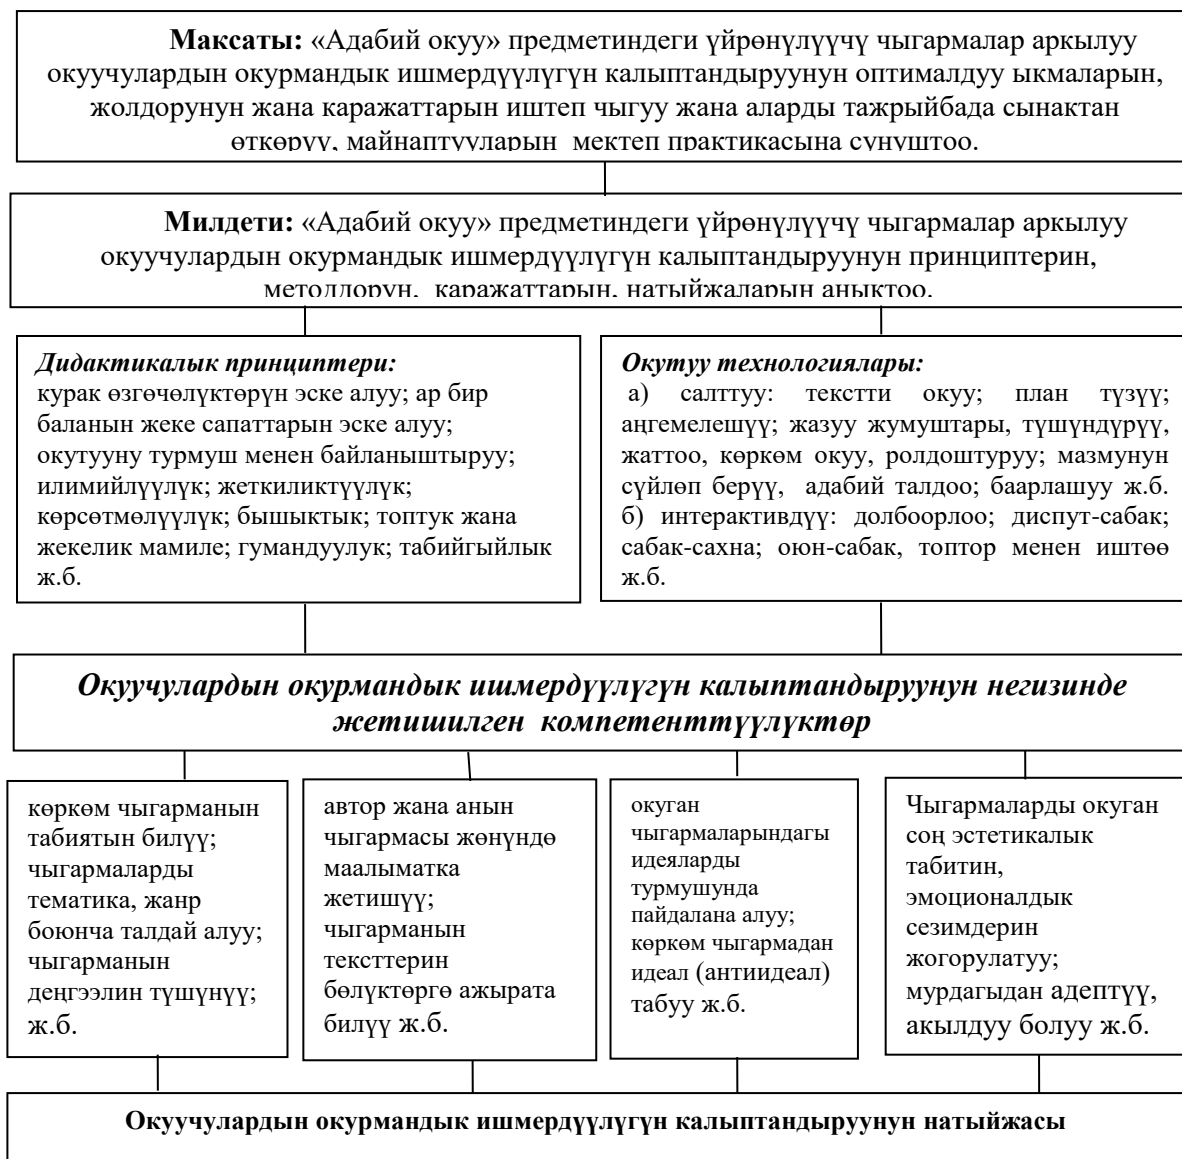 Максаты: «Адабий окуу» предметиндеги үйрөнүлүүчү чыгармалар аркылуу
окуучулардын окурмандык ишмердүүлүгүн калыптандыруунун оптималдуу ыкмаларын,
жолдорунун жана каражаттарын иштеп чыгуу жана аларды тажрыйбада сынактан
өткөрүү, майнаптууларын мектеп практикасына сунуштоо.
Милдети: «Адабий окуу» предметиндеги үйрөнүлүүчү чыгармалар аркылуу
окуучулардын окурмандык ишмердүүлүгүн калыптандыруунун принциптерин,
методдорун, каражаттарын, натыйжаларын аныктоо.
Дидактикалык принциптери:
курак өзгөчөлүктөрүн эске алуу; ар бир
баланын жеке сапаттарын эске алуу;
окутууну турмуш менен байланыштыруу;
илимийлүүлүк; жеткиликтүүлүк;
көрсөтмөлүүлүк; бышыктык; топтук жана
жекелик мамиле; гумандуулук; табийгыйлык
ж.б.
Окутуу технологиялары:
а) салттуу: текстти окуу; план түзүү;
аңгемелешүү; жазуу жумуштары, түшүндүрүү,
жаттоо, көркөм окуу, ролдоштуруу; мазмунун
сүйлөп берүү, адабий талдоо; баарлашуу ж.б.
б) интерактивдүү: долбоорлоо; диспут-сабак;
сабак-сахна; оюн-сабак, топтор менен иштөө
ж.б.
Окуучулардын окурмандык ишмердүүлүгүн калыптандыруунун негизинде
жетишилген компетенттүүлүктөр
көркөм чыгарманын
табиятын билүү;
чыгармаларды
тематика, жанр
боюнча талдай алуу;
чыгарманын
деңгээлин түшүнүү;
ж.б.
автор жана анын
чыгармасы жөнүндө
маалыматка
жетишүү;
чыгарманын
тексттерин
бөлүктөргө ажырата
билүү ж.б.
окуган
чыгармаларындагы
идеяларды
турмушунда
пайдалана алуу;
көркөм чыгармадан
идеал (антиидеал)
табуу ж.б.
Чыгармаларды окуган
соң эстетикалык
табитин,
эмоционалдык
сезимдерин
жогорулатуу;
мурдагыдан адептүү,
акылдуу болуу ж.б.
Окуучулардын окурмандык ишмердүүлүгүн калыптандыруунун натыйжасы